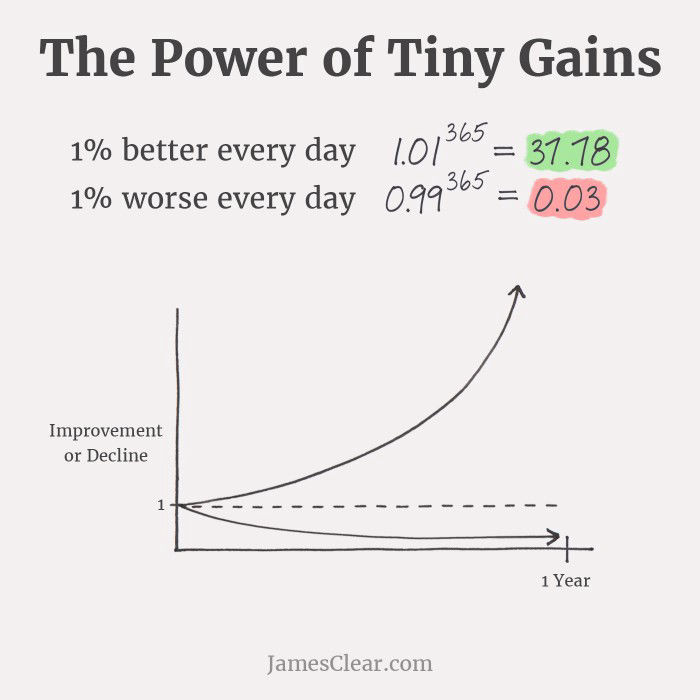 The Power of Tiny Gains
1% better every day 1.01^365 = 37.78
1% worse every day 0.99^365 = 0.03
Improvement
or Decline
1
1 Year
JamesClear.com